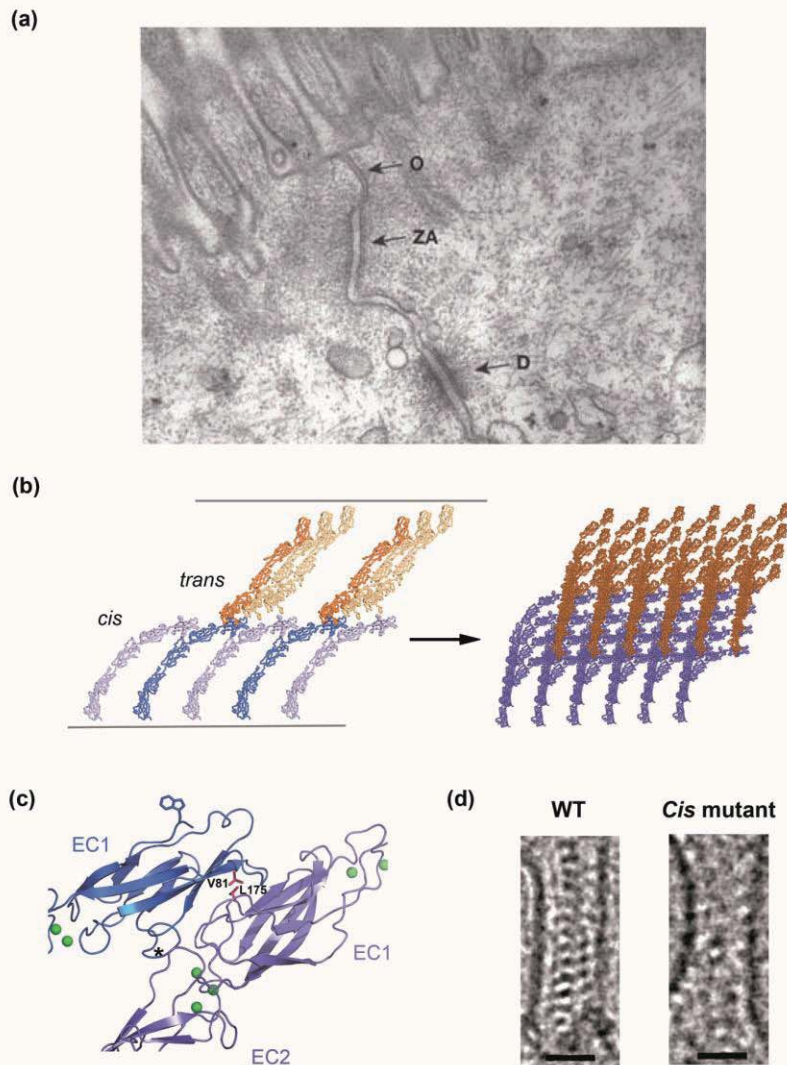 (a)
O
ZA
D
(b)
trans
cis
(c)
(d)
WT
Cis mutant
EC1
V81
L175
EC1
*
EC2